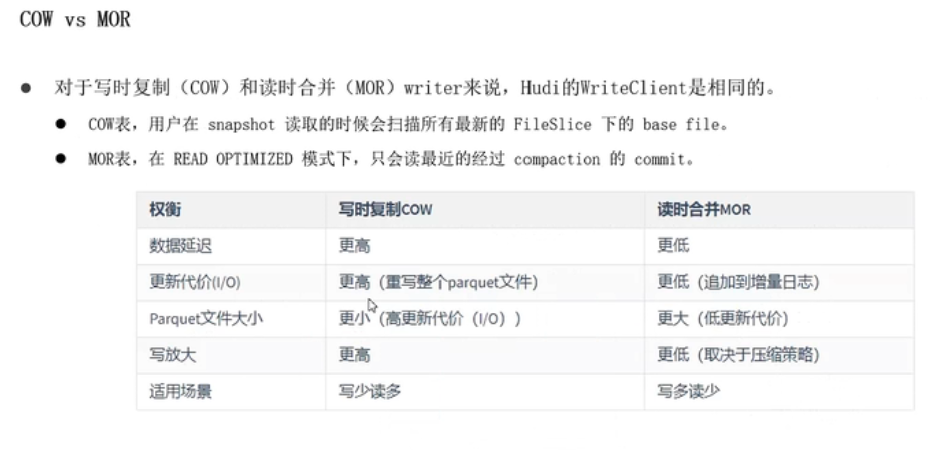 COW vs MOR
● 对于写时复制（COW）和读时合并（MOR）writer来说，Hudi的WriteClient是相同的。
● COW表，用户在 snapshot 读取的时候会扫描所有最新的 FileSlice 下的 base file。
● MOR表，在 READ OPTIMIZED 模式下，只会读最近的经过 compaction 的 commit。
权衡 写时复制COW 读时合并MOR
数据延迟 更高 更低
更新代价(I/O) 更高（重写整个parquet文件） 更低（追加到增量日志）
Parquet文件大小 更小（高更新代价（I/O）） 更大（低更新代价）
写放大 更高 更低（取决于压缩策略）
适用场景 写少读多 写多读少